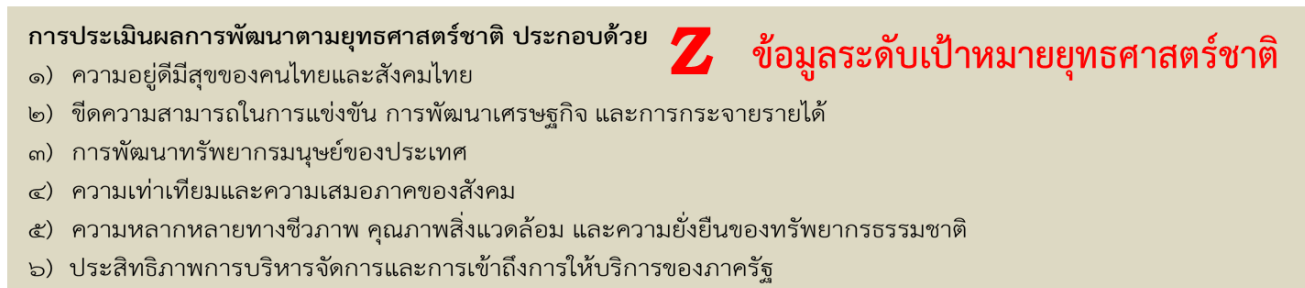 การประเมินผลการพัฒนาตามยุทธศาสตร์ชาติ ประกอบด้วย Z ข้อมูลระดับเป้าหมายยุทธศาสตร์ชาติ
๑) ความอยู่ดีมีสุขของคนไทยและสังคมไทย
๒) ขีดความสามารถในการแข่งขัน การพัฒนาเศรษฐกิจ และการกระจายรายได้
๓) การพัฒนาทรัพยากรมนุษย์ของประเทศ
๔) ความเท่าเทียมและความเสมอภาคของสังคม
๕) ความหลากหลายทางชีวภาพ คุณภาพสิ่งแวดล้อม และความยั่งยืนของทรัพยากรธรรมชาติ
๖) ประสิทธิภาพการบริหารจัดการและการเข้าถึงการให้บริการของภาครัฐ